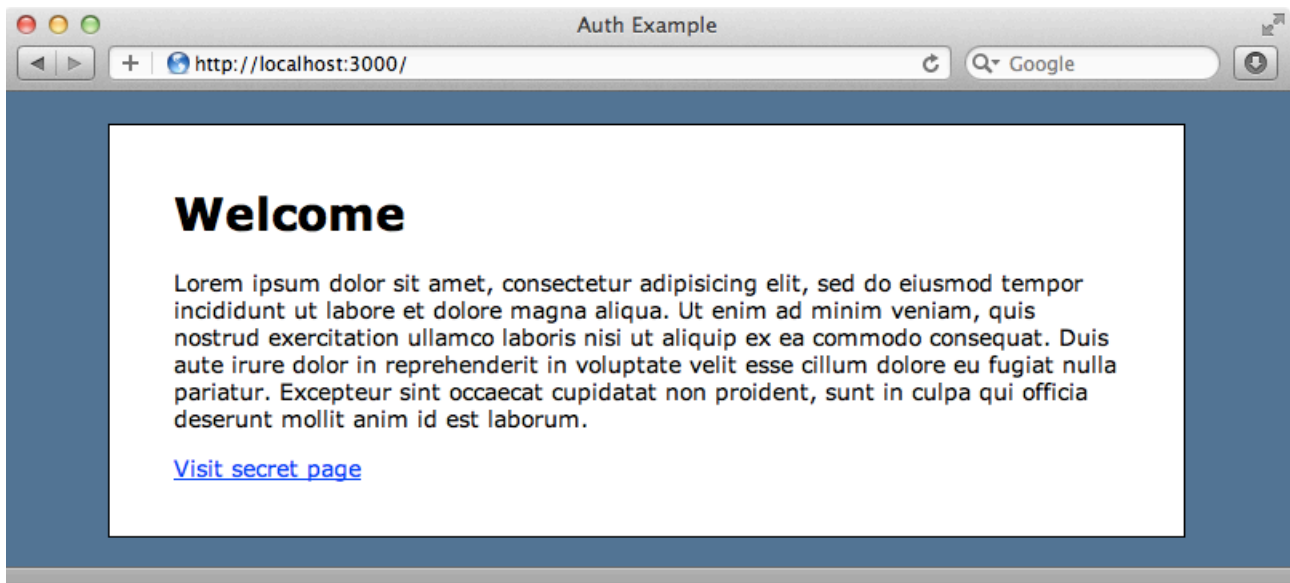 Auth Example
http://localhost:3000/
Google
Welcome
Lorem ipsum dolor sit amet, consectetur adipisicing elit, sed do eiusmod tempor
incididunt ut labore et dolore magna aliqua. Ut enim ad minim veniam, quis
nostrud exercitation ullamco laboris nisi ut aliquip ex ea commodo consequat. Duis
aute irure dolor in reprehenderit in voluptate velit esse cillum dolore eu fugiat nulla
pariatur. Excepteur sint occaecat cupidatat non proident, sunt in culpa qui officia
deserunt mollit anim id est laborum.
Visit secret page